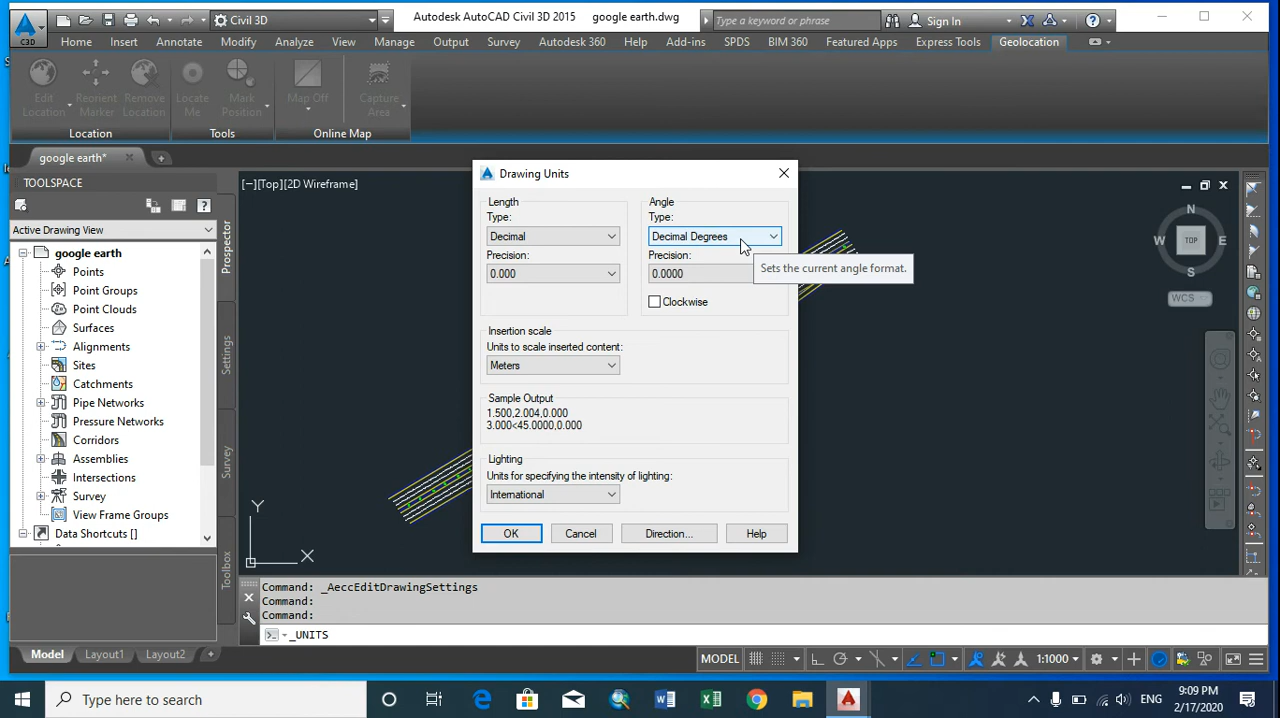 C3D
Civil 3D
Autodesk AutoCAD Civil 3D 2015 google earth.dwg
Type a keyword or phrase
Sign In
Home Insert Annotate Modify Analyze View Manage Output Survey Autodesk 360 Help Add-ins SPDS BIM 360 Featured Apps Express Tools Geolocation
Edit Location
Reorient Marker
Remove Location
Locate Me
Mark Position
Map Off
Capture Area
Location Tools Online Map
google earth*
TOOLSPACE
Active Drawing View
google earth
Points
Point Groups
Point Clouds
Surfaces
Alignments
Sites
Catchments
Pipe Networks
Pressure Networks
Corridors
Assemblies
Intersections
Survey
View Frame Groups
Data Shortcuts []
Prospector
Settings
Survey
Toolbox
[−][Top][2D Wireframe]
N
W TOP E
S
WCS
Y
X
Drawing Units
Length
Type:
Decimal
Precision:
0.000
Angle
Type:
Decimal Degrees
Precision:
0.0000
Clockwise
Sets the current angle format.
Insertion scale
Units to scale inserted content:
Meters
Sample Output
1.500,2.004,0.000
3.000<45.0000,0.000
Lighting
Units for specifying the intensity of lighting:
International
OK Cancel Direction... Help
Command: _AeccEditDrawingSettings
Command:
Command:
_UNITS
Model Layout1 Layout2
MODEL
1:1000
Type here to search
ENG
9:09 PM
2/17/2020